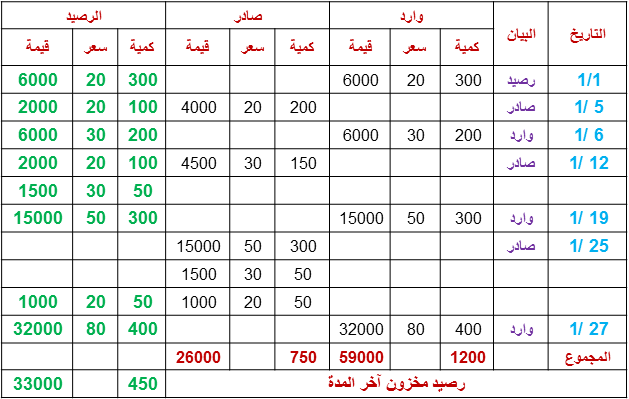 التاريخ البيان وارد صادر الرصيد
كمية سعر قيمة كمية سعر قيمة كمية سعر قيمة
1/1 رصيد 300 20 6000 300 20 6000
1/ 5 صادر 200 20 4000 100 20 2000
1/ 6 وارد 200 30 6000 200 30 6000
1/ 12 صادر 150 30 4500 100 20 2000
50 30 1500
1/ 19 وارد 300 50 15000 300 50 15000
1/ 25 صادر 300 50 15000
50 30 1500
50 20 1000 50 20 1000
1/ 27 وارد 400 80 32000 400 80 32000
المجموع 1200 59000 750 26000
رصيد مخزون آخر المدة 450 33000